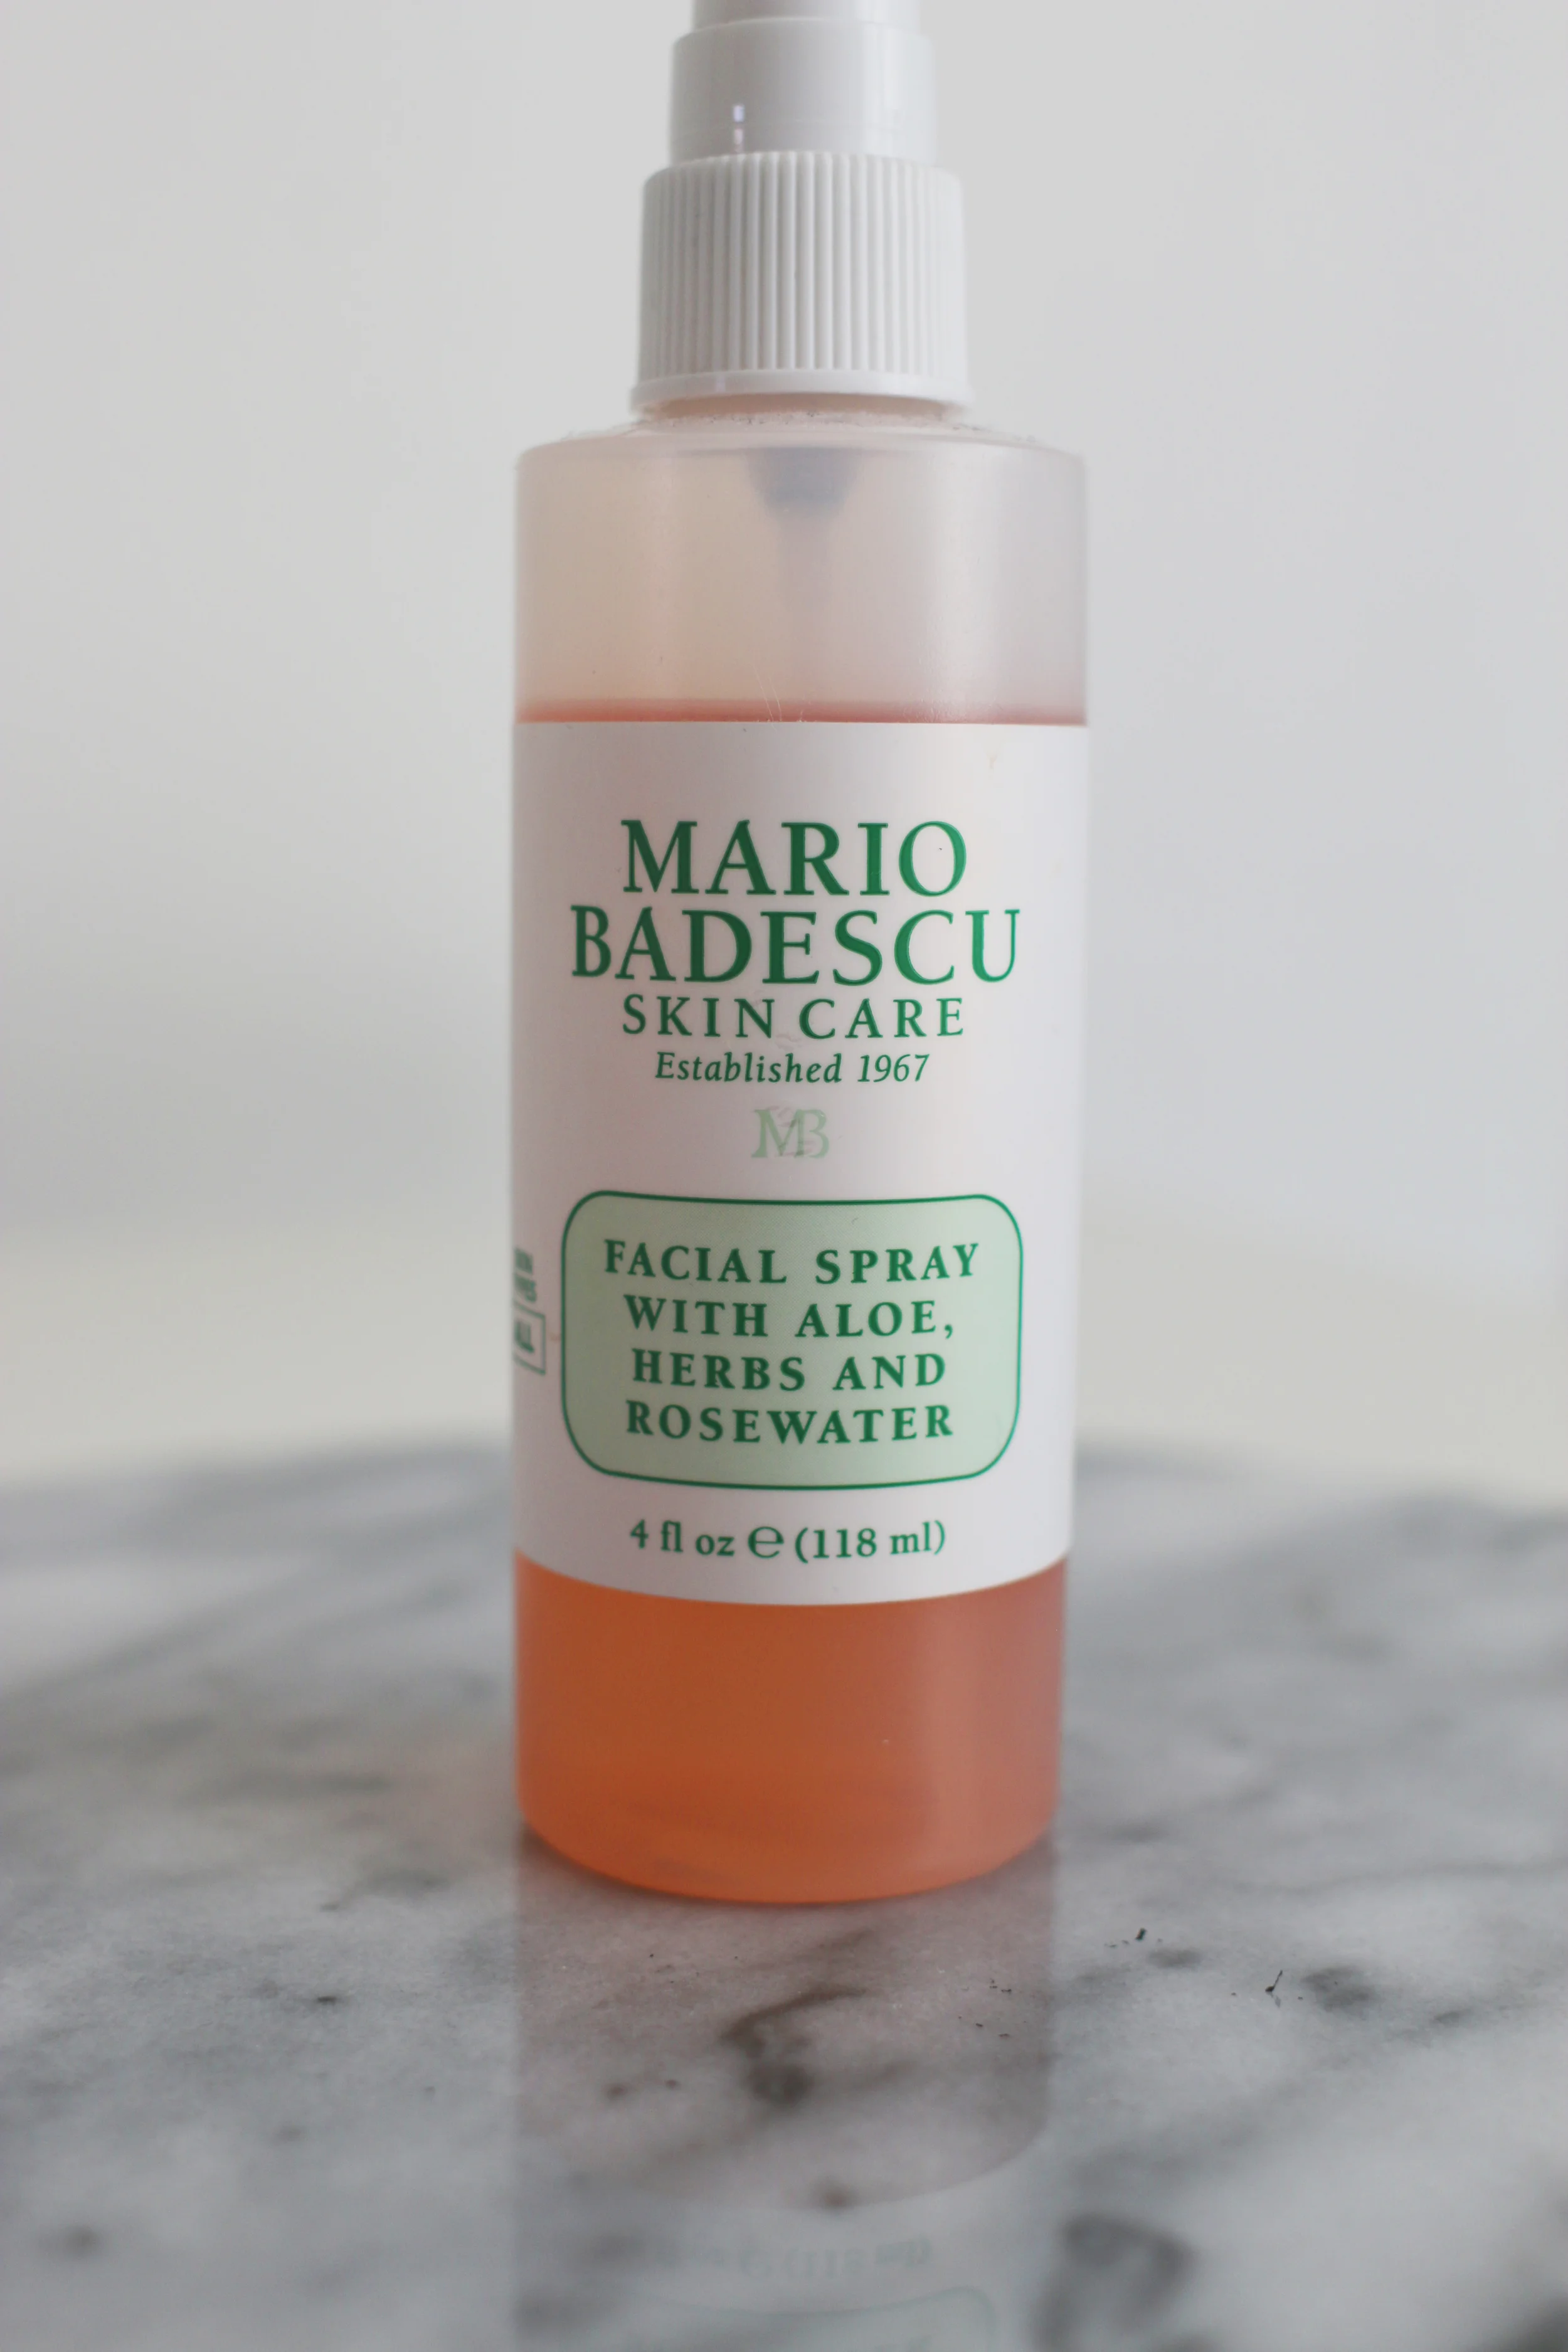 MARIO
BADESCU
SKIN CARE
Established 1967
MB
FACIAL SPRAY
WITH ALOE,
HERBS AND
ROSEWATER
4 fl oz ℮ (118 ml)
ALL